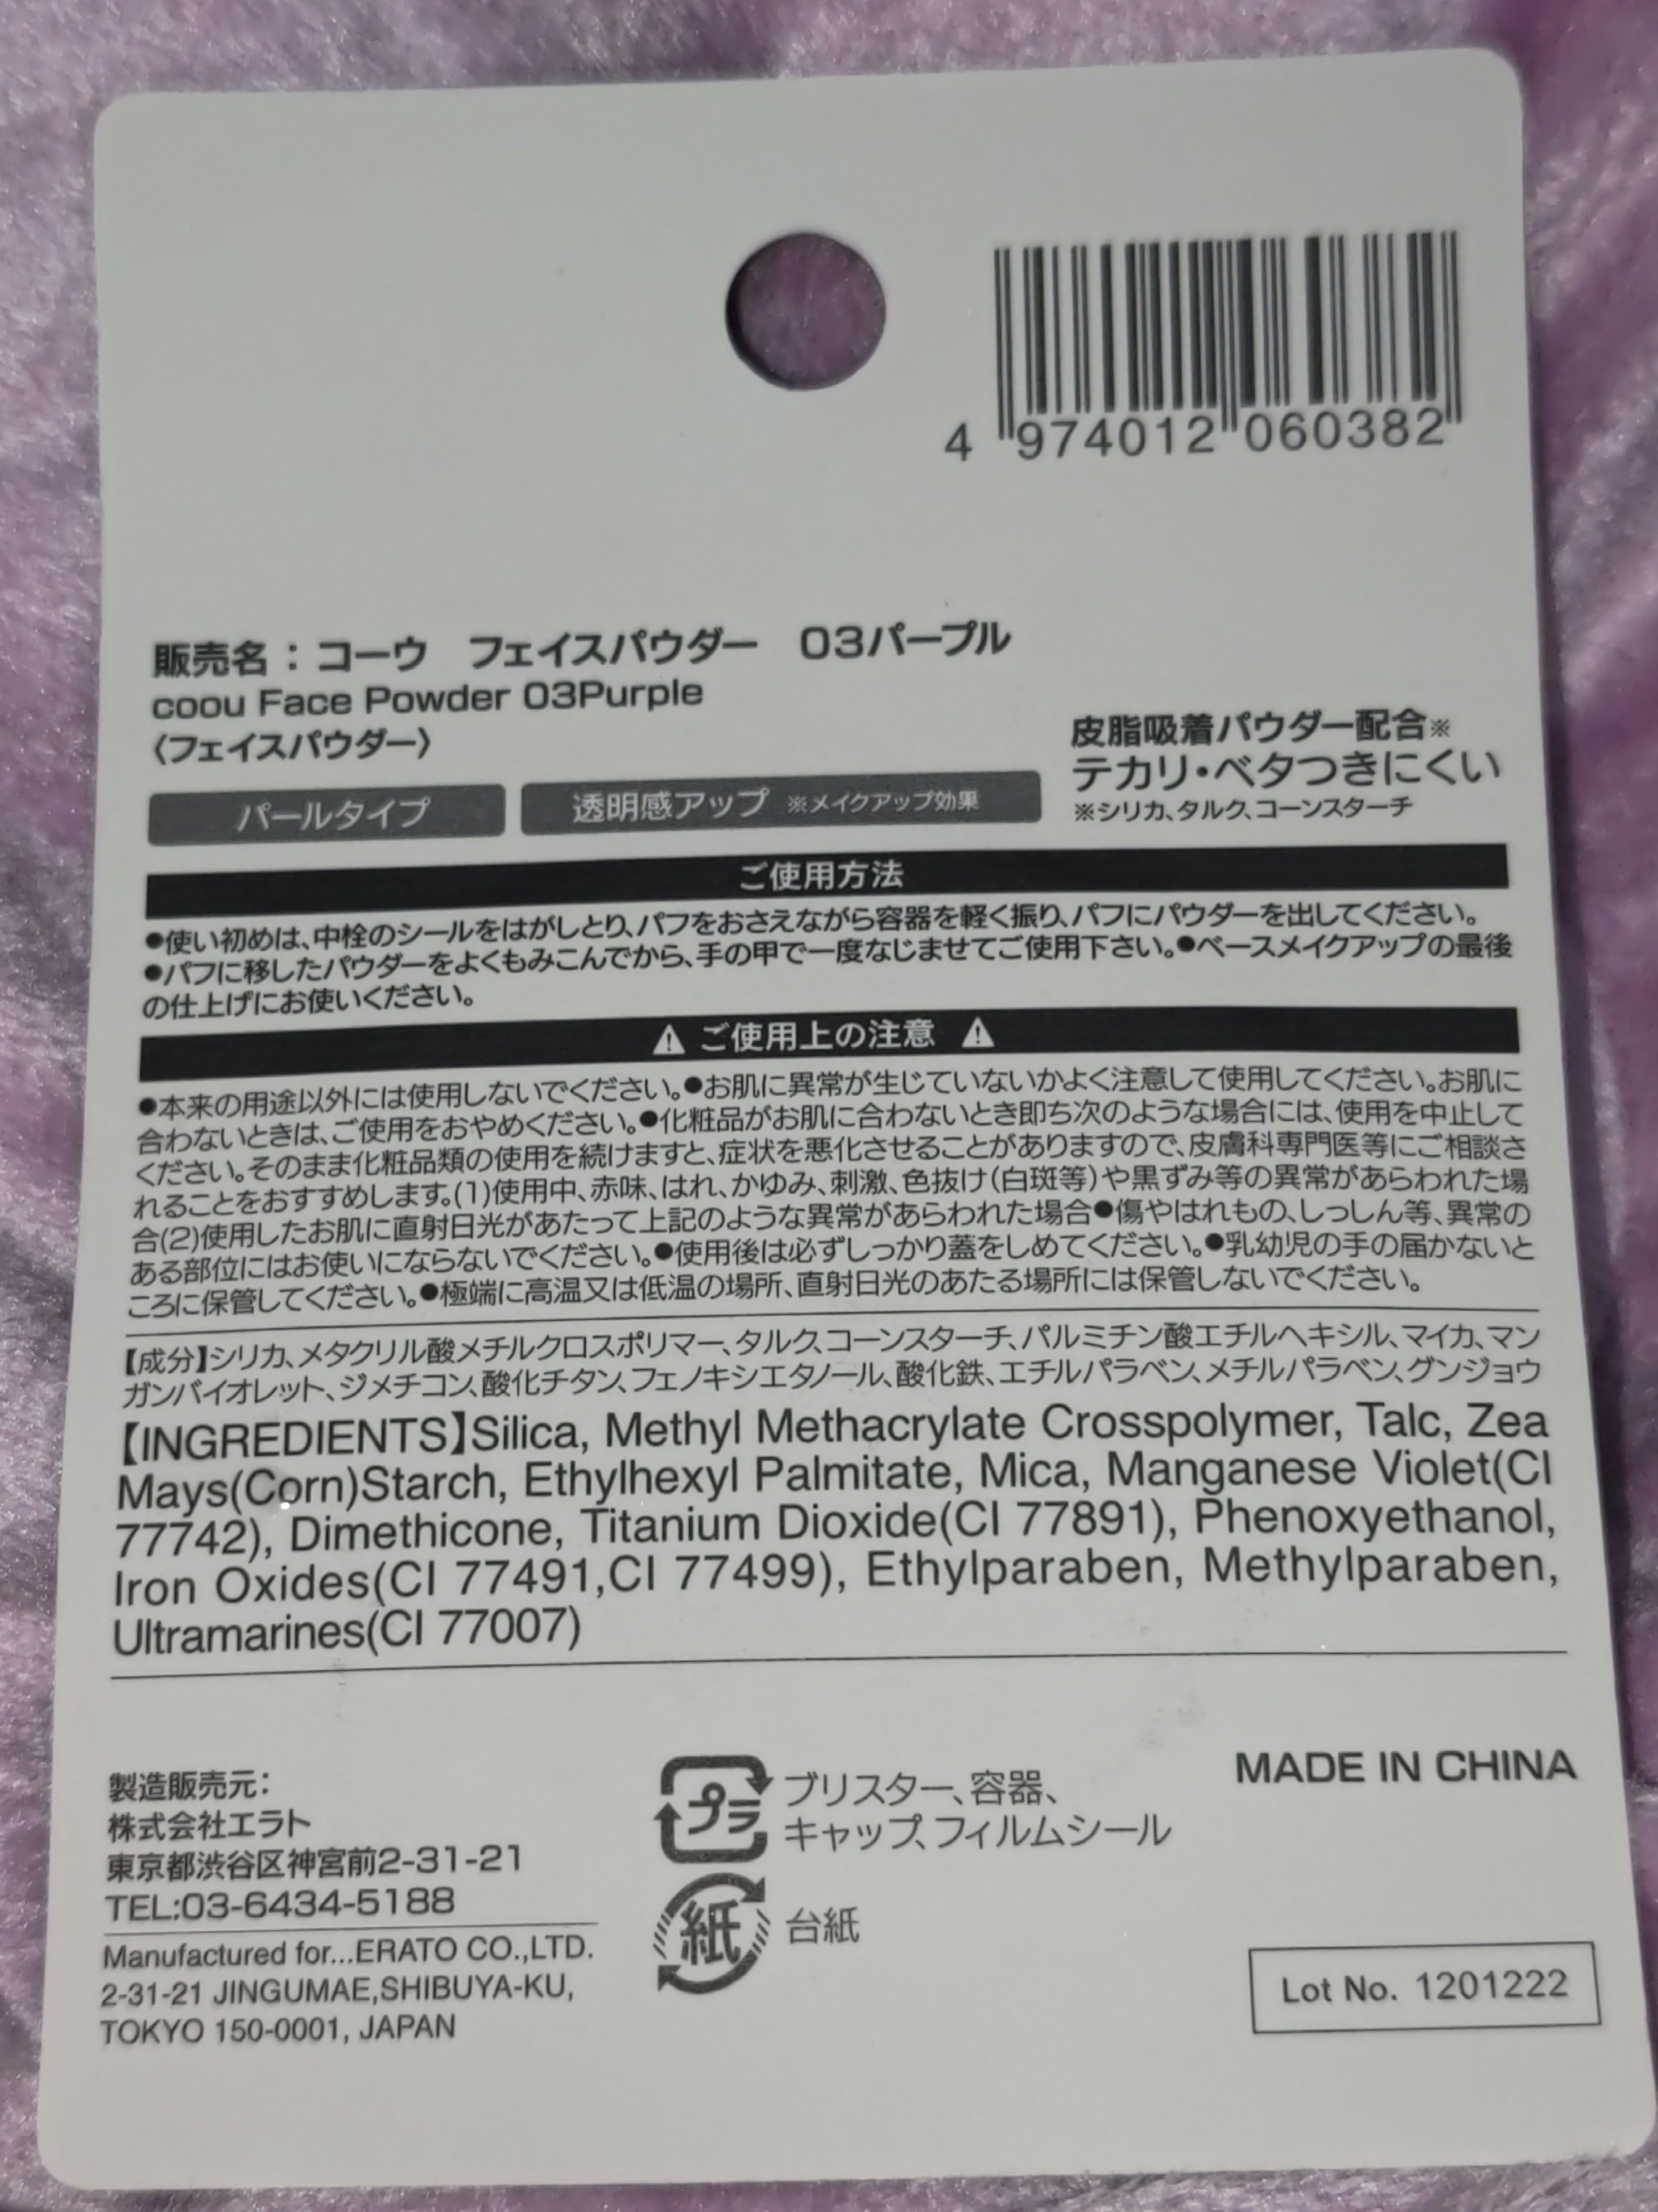 4 974012 060382
販売名：コーウ　フェイスパウダー　03パープル
coou Face Powder 03Purple
〈フェイスパウダー〉
パールタイプ
透明感アップ ※メイクアップ効果
皮脂吸着パウダー配合※
テカリ・ベタつきにくい
※シリカ、タルク、コーンスターチ
ご使用方法
●使い初めは、中栓のシールをはがしとり、パフをおさえながら容器を軽く振り、パフにパウダーを出してください。
●パフに移したパウダーをよくもみこんでから、手の甲で一度なじませてご使用下さい。●ベースメイクアップの最後
の仕上げにお使いください。
⚠ ご使用上の注意 ⚠
●本来の用途以外には使用しないでください。●お肌に異常が生じていないかよく注意して使用してください。お肌に
合わないときは、ご使用をおやめください。●化粧品がお肌に合わないとき即ち次のような場合には、使用を中止して
ください。そのまま化粧品類の使用を続けますと、症状を悪化させることがありますので、皮膚科専門医等にご相談さ
れることをおすすめします。(1)使用中、赤味、はれ、かゆみ、刺激、色抜け(白斑等)や黒ずみ等の異常があらわれた場
合(2)使用したお肌に直射日光があたって上記のような異常があらわれた場合●傷やはれもの、しっしん等、異常の
ある部位にはお使いにならないでください。●使用後は必ずしっかり蓋をしめてください。●乳幼児の手の届かないと
ころに保管してください。●極端に高温又は低温の場所、直射日光のあたる場所には保管しないでください。
【成分】シリカ、メタクリル酸メチルクロスポリマー、タルク、コーンスターチ、パルミチン酸エチルヘキシル、マイカ、マン
ガンバイオレット、ジメチコン、酸化チタン、フェノキシエタノール、酸化鉄、エチルパラベン、メチルパラベン、グンジョウ
【INGREDIENTS】Silica, Methyl Methacrylate Crosspolymer, Talc, Zea
Mays(Corn)Starch, Ethylhexyl Palmitate, Mica, Manganese Violet(CI
77742), Dimethicone, Titanium Dioxide(CI 77891), Phenoxyethanol,
Iron Oxides(CI 77491,CI 77499), Ethylparaben, Methylparaben,
Ultramarines(CI 77007)
製造販売元：
株式会社エラト
東京都渋谷区神宮前2-31-21
TEL:03-6434-5188
Manufactured for...ERATO CO.,LTD.
2-31-21 JINGUMAE,SHIBUYA-KU,
TOKYO 150-0001, JAPAN
プラ
ブリスター、容器、
キャップ、フィルムシール
紙
台紙
MADE IN CHINA
Lot No. 1201222